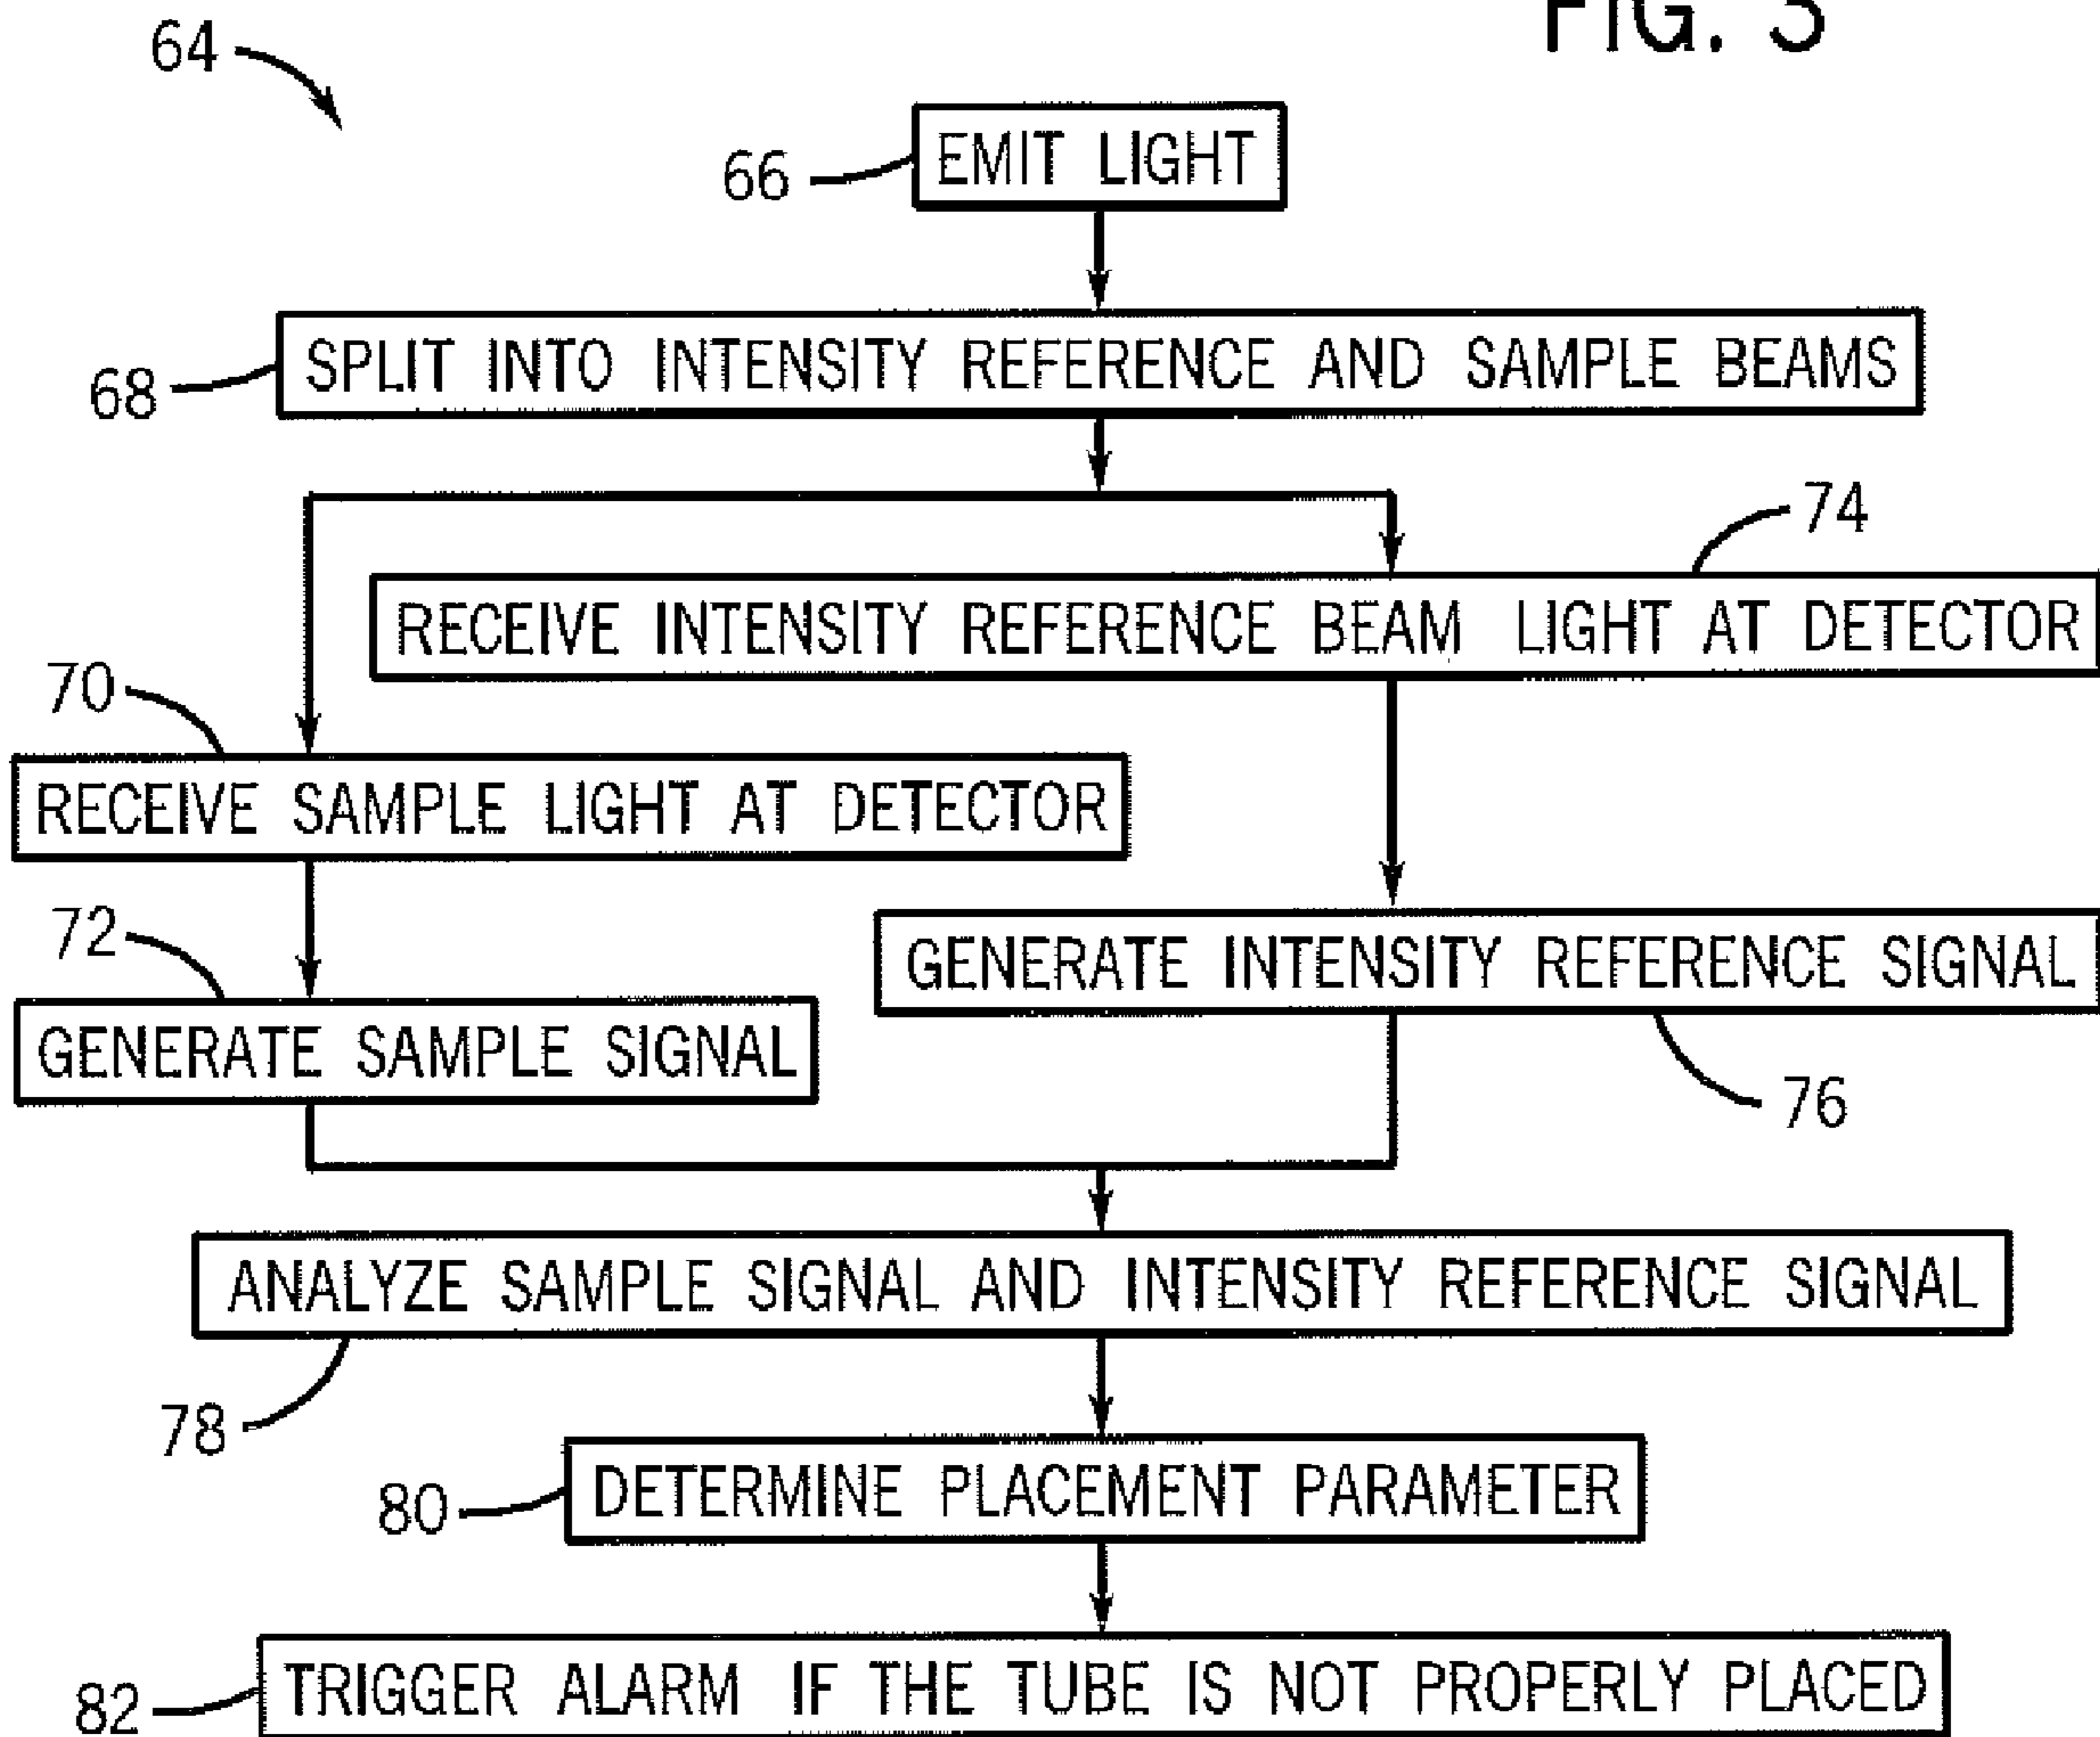 FIG. 3
64
66
EMIT LIGHT
68
SPLIT INTO INTENSITY REFERENCE AND SAMPLE BEAMS
74
RECEIVE INTENSITY REFERENCE BEAM LIGHT AT DETECTOR
70
RECEIVE SAMPLE LIGHT AT DETECTOR
72
GENERATE INTENSITY REFERENCE SIGNAL
GENERATE SAMPLE SIGNAL
76
ANALYZE SAMPLE SIGNAL AND INTENSITY REFERENCE SIGNAL
78
80
DETERMINE PLACEMENT PARAMETER
82
TRIGGER ALARM IF THE TUBE IS NOT PROPERLY PLACED